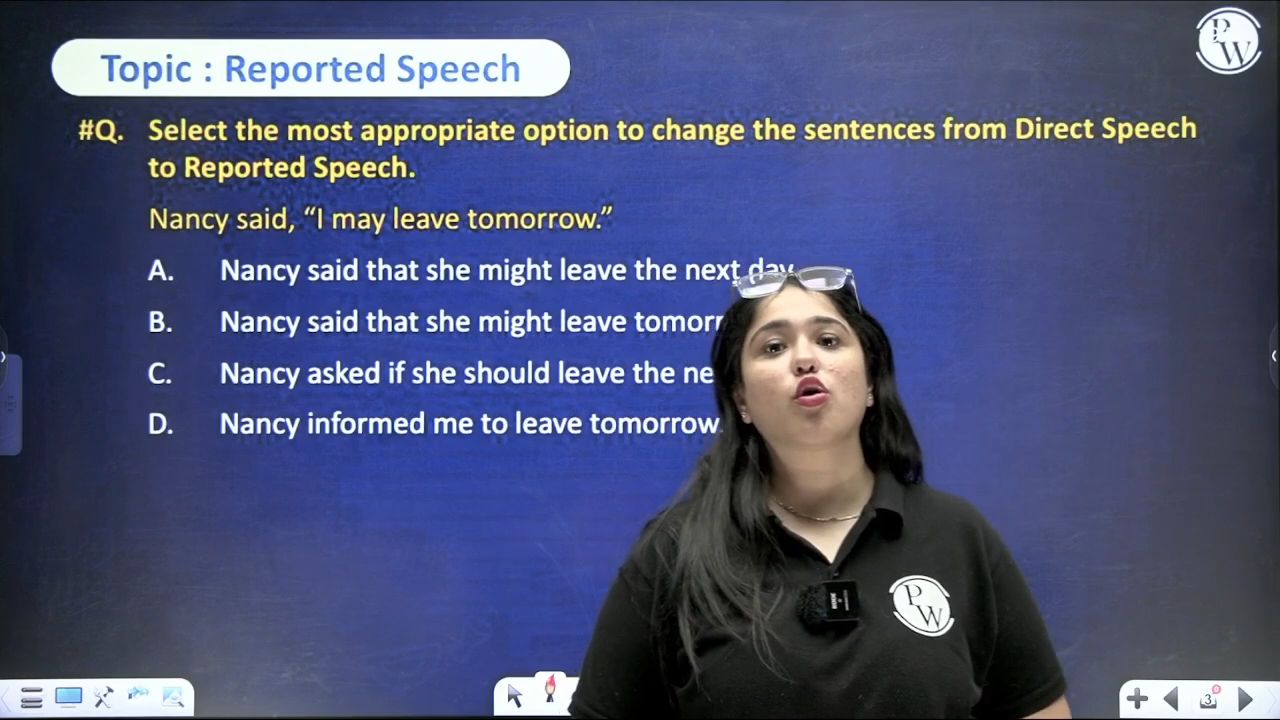 Topic : Reported Speech
PW
#Q. Select the most appropriate option to change the sentences from Direct Speech
to Reported Speech.
Nancy said, “I may leave tomorrow.”
A. Nancy said that she might leave the next day
B. Nancy said that she might leave
C. Nancy asked if she should leave the
D. Nancy informed me to leave tomorrow
PW
3